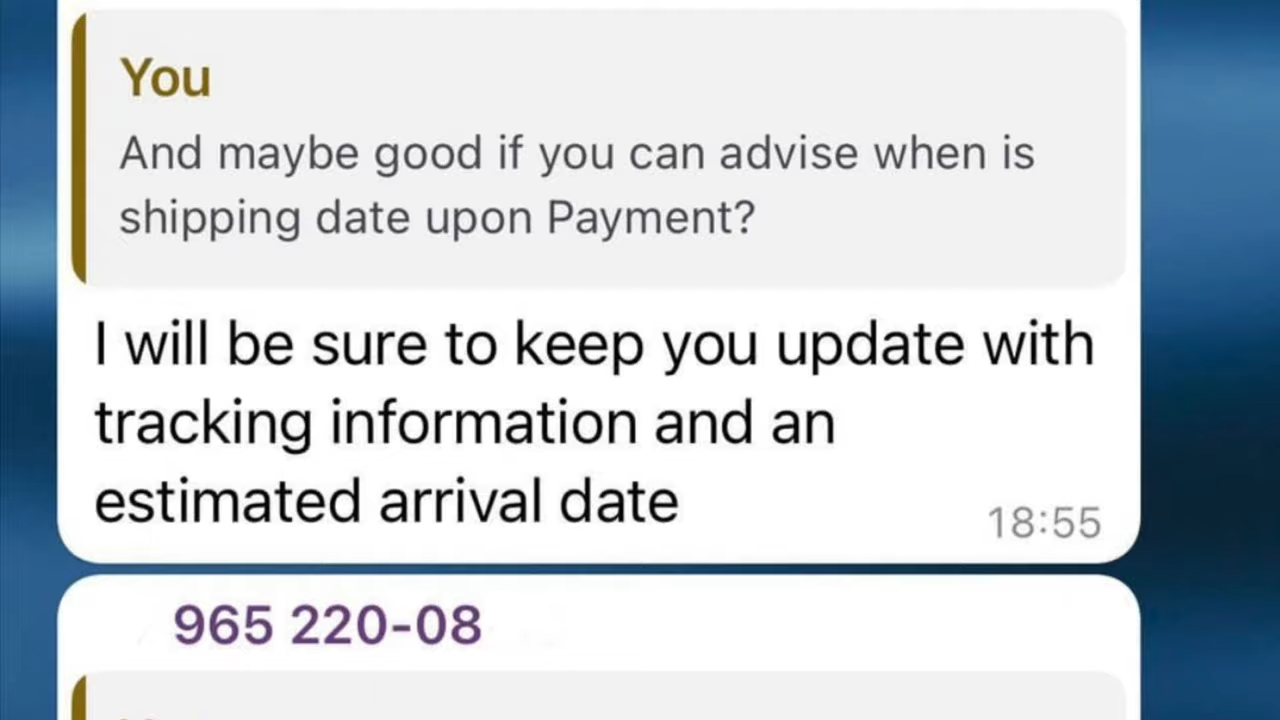 You
And maybe good if you can advise when is
shipping date upon Payment?
I will be sure to keep you update with
tracking information and an
estimated arrival date
18:55
965 220-08